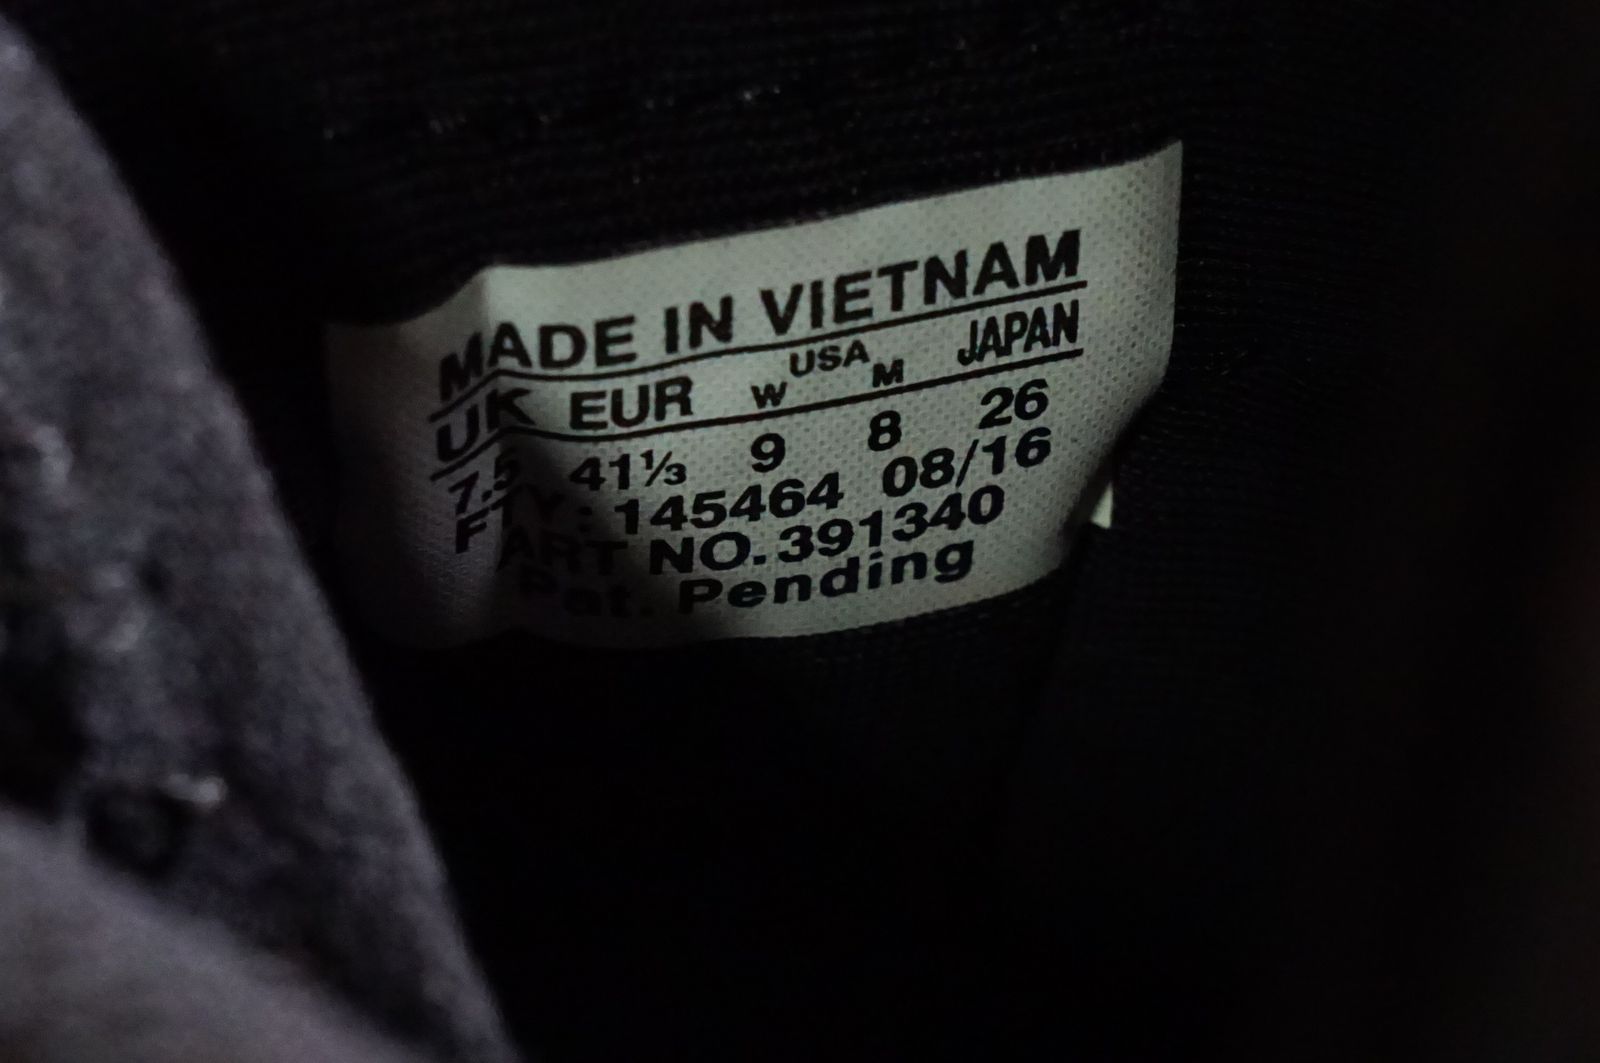 MADE IN VIETNAM
UK EUR W USA M JAPAN
7.5 41⅓ 9 8 26
FTY: 145464 08/16
ART NO. 391340
Pat. Pending